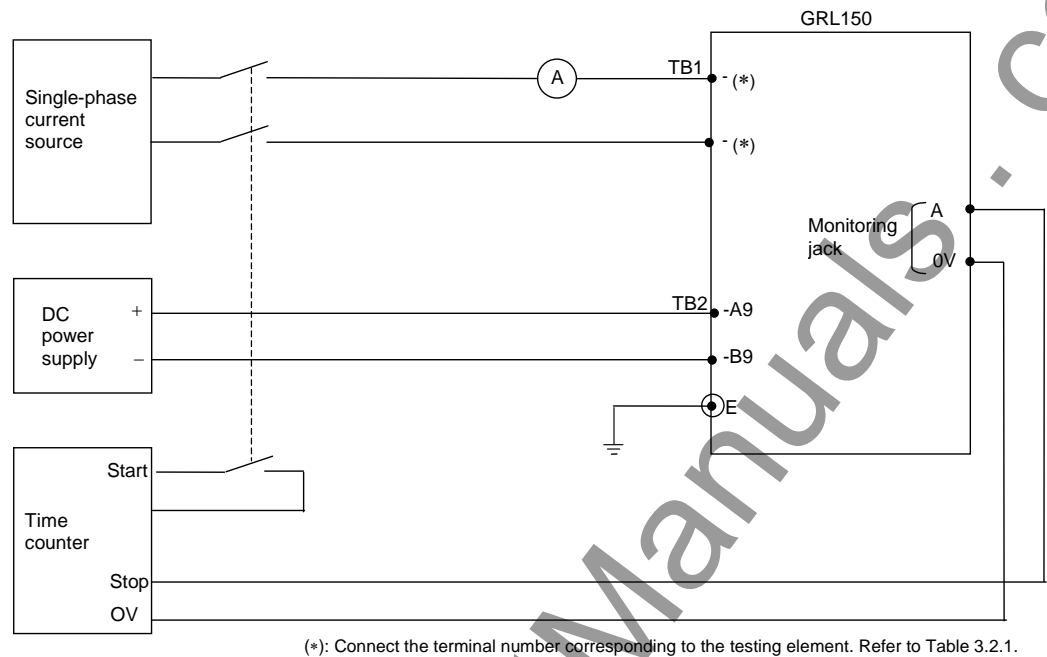 GRL150
Single-phase
current
source
A
TB1
- (∗)
- (∗)
Monitoring
jack
A
0V
DC
power
supply
+
–
TB2
-A9
-B9
E
Time
counter
Start
Stop
OV
(∗): Connect the terminal number corresponding to the testing element. Refer to Table 3.2.1.
Manuals . c